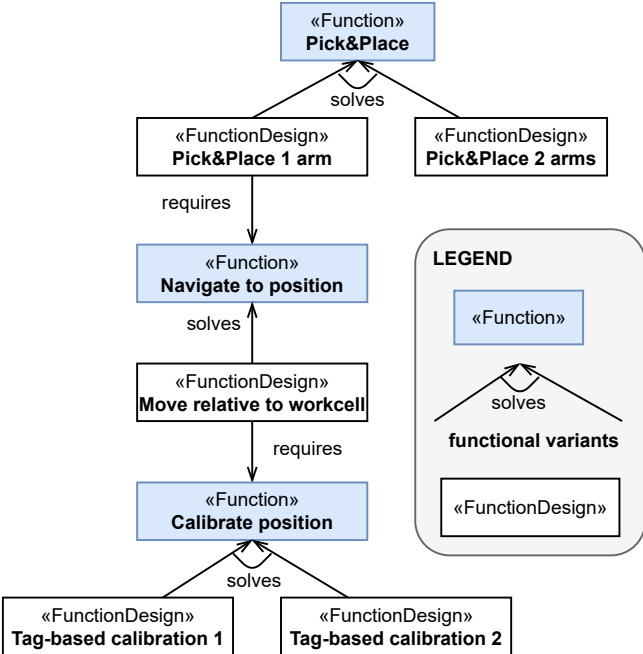 «Function»
Pick&Place
solves
«FunctionDesign»
Pick&Place 1 arm
«FunctionDesign»
Pick&Place 2 arms
requires
«Function»
Navigate to position
solves
«FunctionDesign»
Move relative to workcell
requires
«Function»
Calibrate position
solves
«FunctionDesign»
Tag-based calibration 1
«FunctionDesign»
Tag-based calibration 2
LEGEND
«Function»
solves
functional variants
«FunctionDesign»